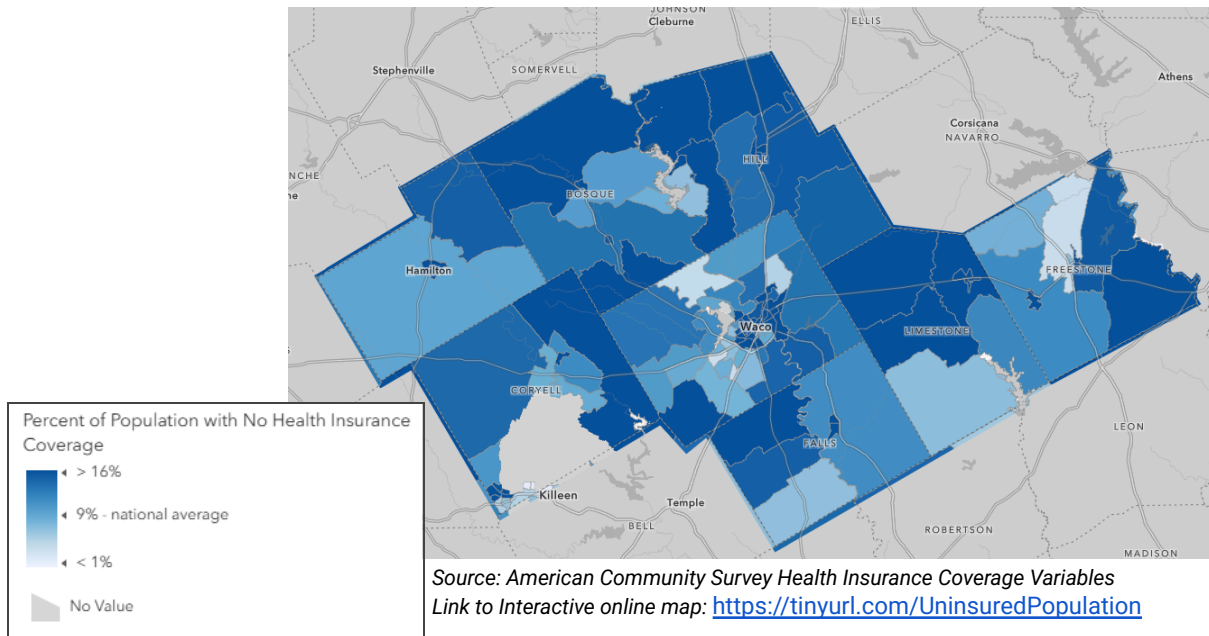 JOHNSON
Cleburne
ELLIS
Stephenville
SOMERVELL
Athens
Corsicana
NAVARRO
HILL
BOSQUE
Hamilton
FREESTONE
Waco
LIMESTONE
CORYELL
LEON
FALLS
Killeen
Temple
BELL
ROBERTSON
MADISON
Percent of Population with No Health Insurance
Coverage
> 16%
9% - national average
< 1%
No Value
Source: American Community Survey Health Insurance Coverage Variables
Link to Interactive online map: https://tinyurl.com/UninsuredPopulation